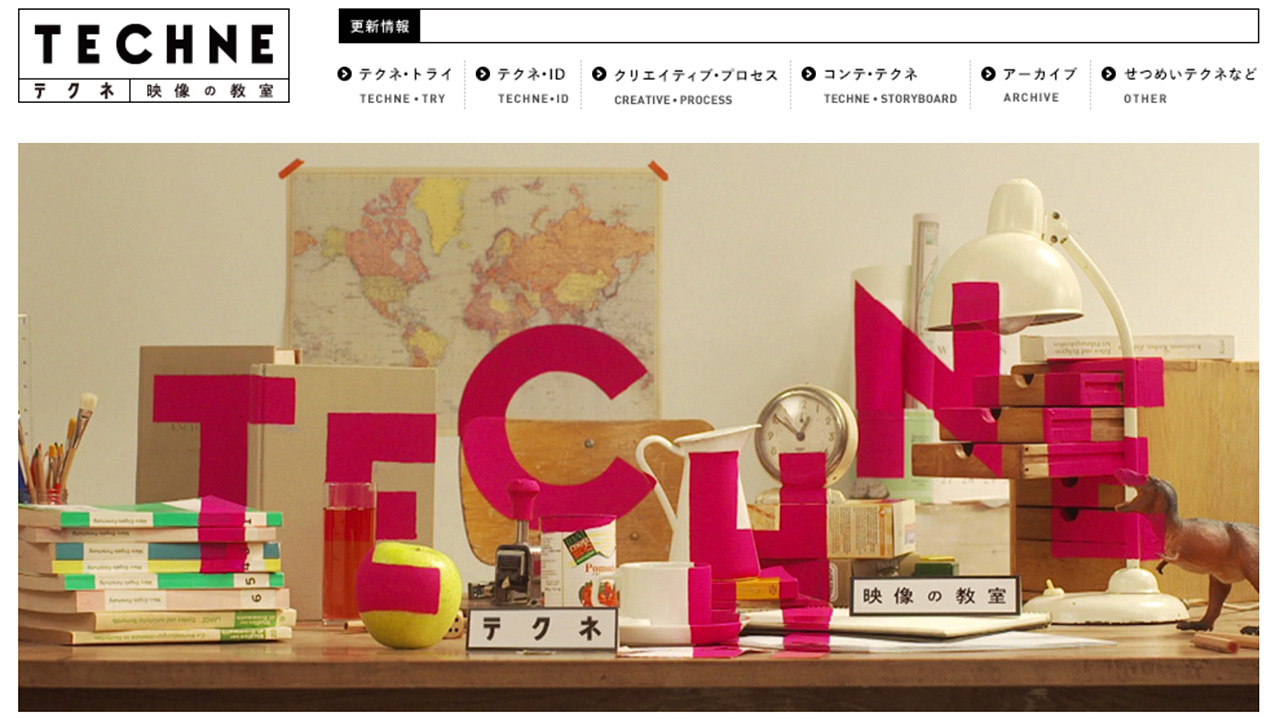 TECHNE
テクネ 映像の教室
更新情報
テクネ・トライ
TECHNE・TRY
テクネ・ID
TECHNE・ID
クリエイティブ・プロセス
CREATIVE・PROCESS
コンテ・テクネ
TECHNE・STORYBOARD
アーカイブ
ARCHIVE
せつめいテクネなど
OTHER
TECHNE
テクネ
映像の教室